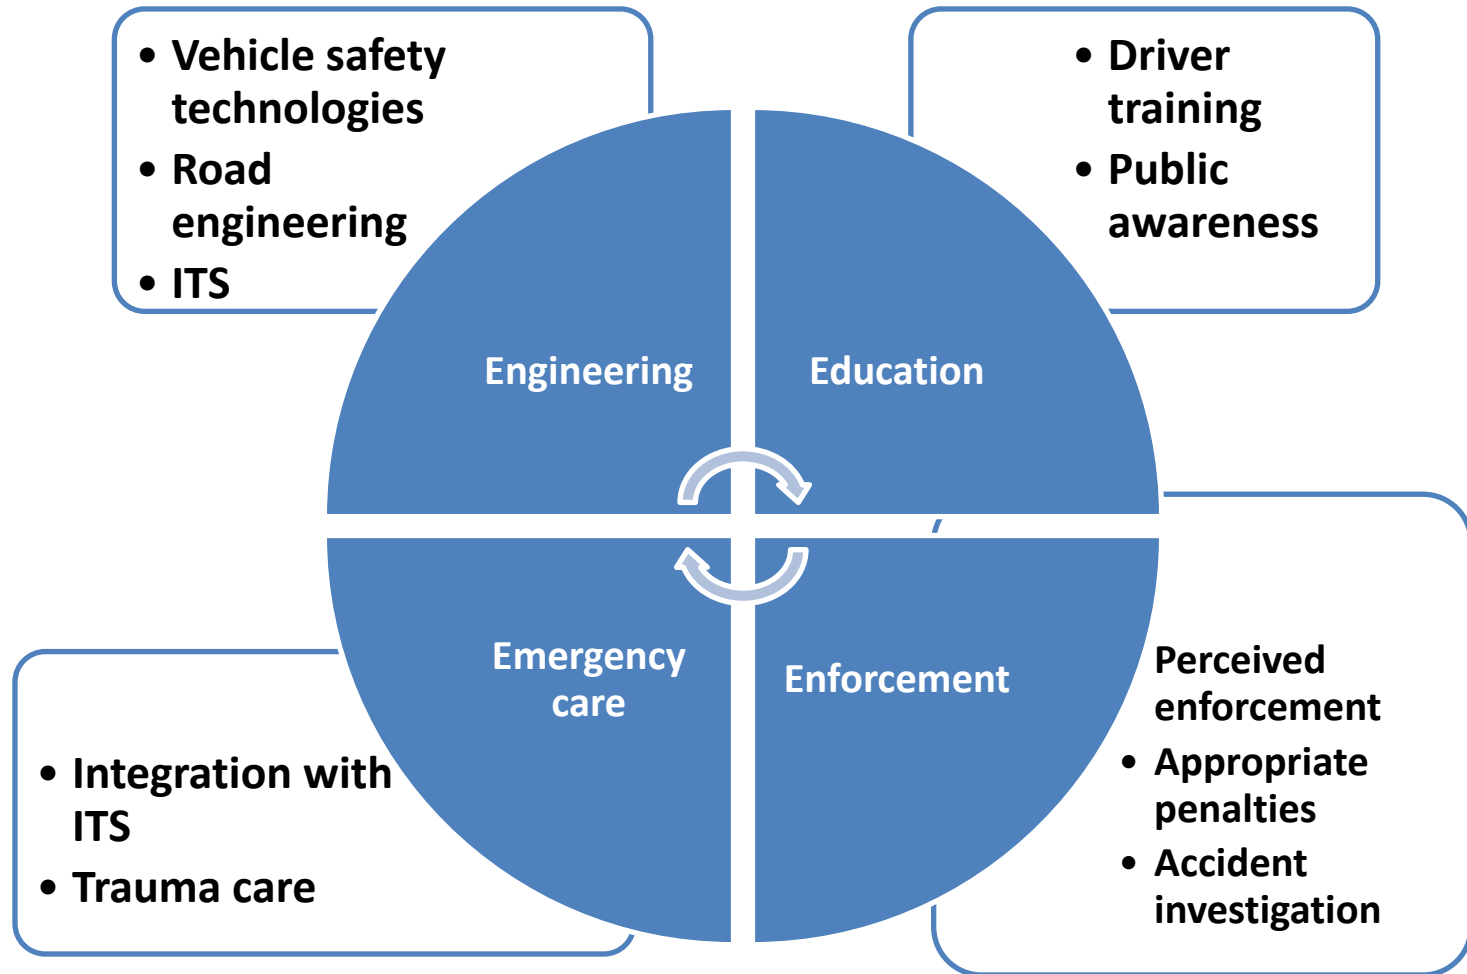 • Vehicle safety
technologies
• Road
engineering
• ITS
• Driver
training
• Public
awareness
Engineering
Education
Emergency
care
Enforcement
• Integration with
ITS
• Trauma care
Perceived
enforcement
• Appropriate
penalties
• Accident
investigation